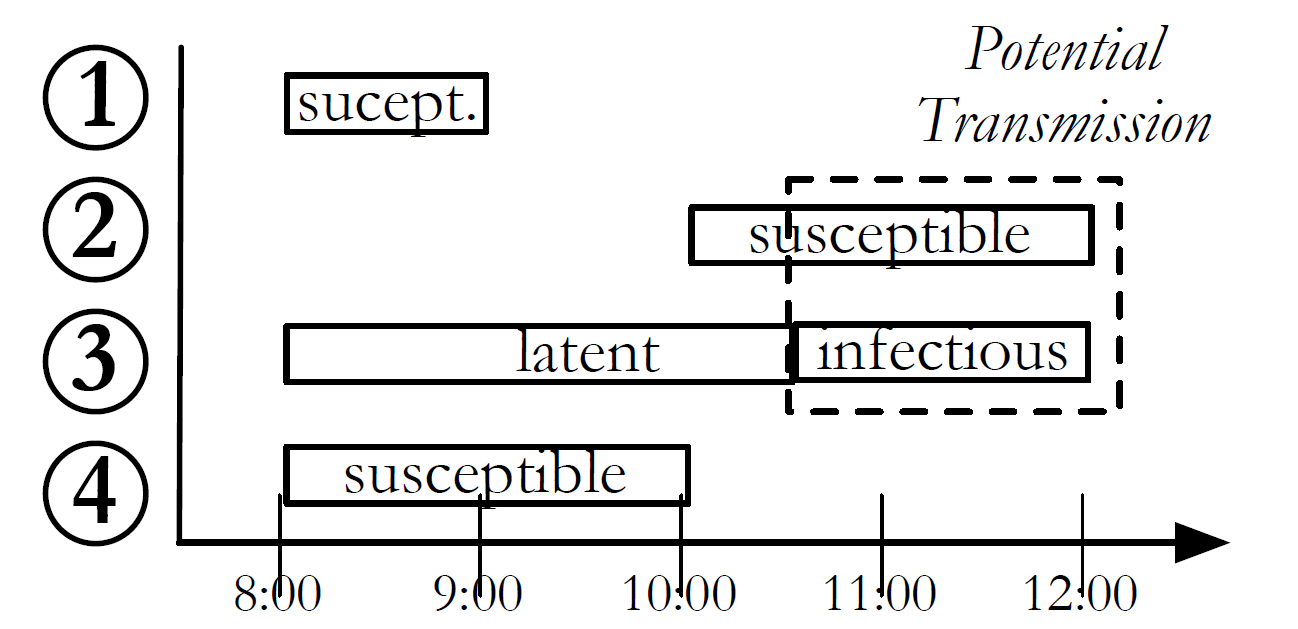 Potential
Transmission
1
sucept.
2
susceptible
3
latent
infectious
4
susceptible
8:00
9:00
10:00
11:00
12:00